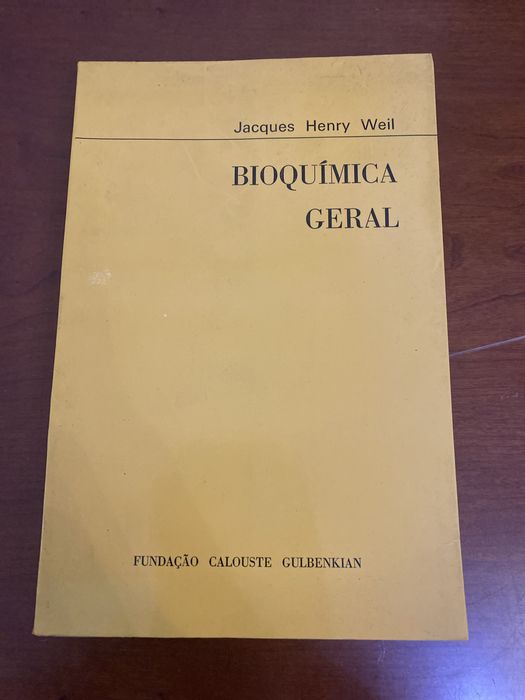 Jacques Henry Weil
BIOQUÍMICA
GERAL
FUNDAÇÃO CALOUSTE GULBENKIAN